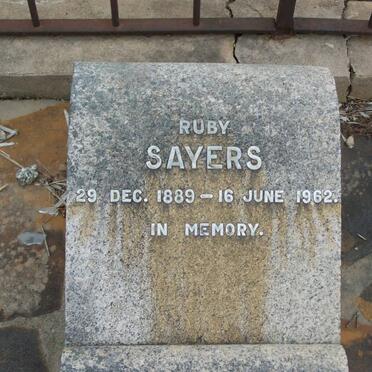 RUBY
SAYERS
29 DEC. 1889 – 16 JUNE 1962.
IN MEMORY.